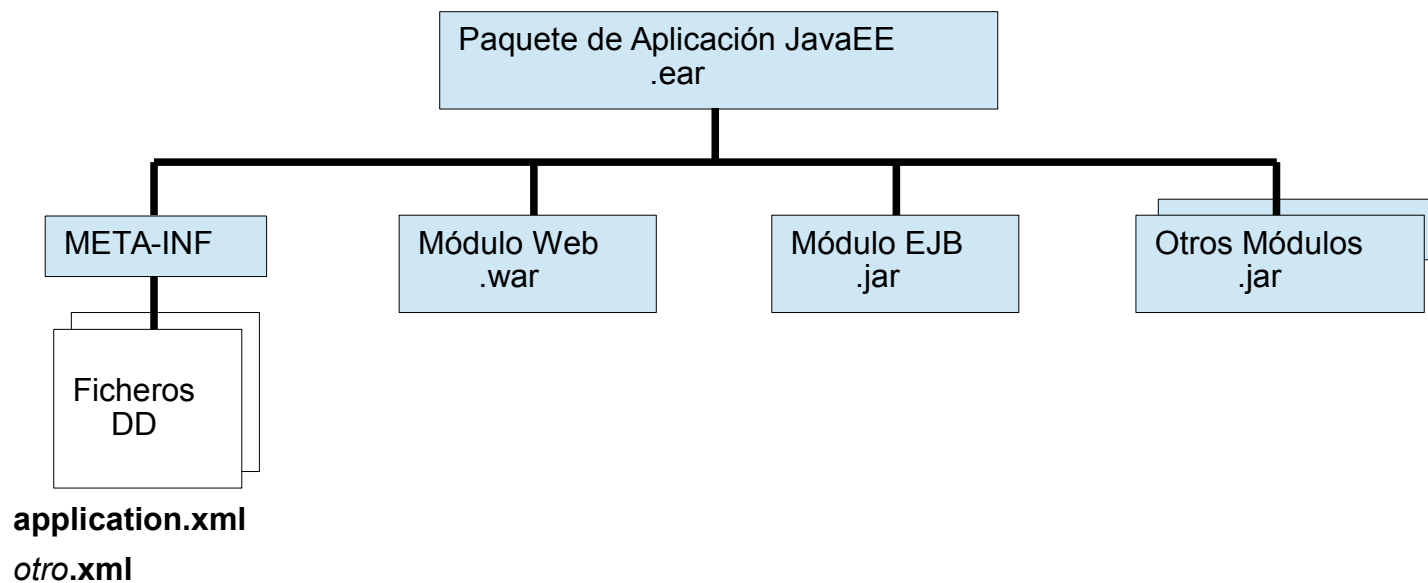 Paquete de Aplicación JavaEE
.ear
META-INF
Módulo Web
.war
Módulo EJB
.jar
Otros Módulos
.jar
Ficheros
DD
application.xml
otro.xml